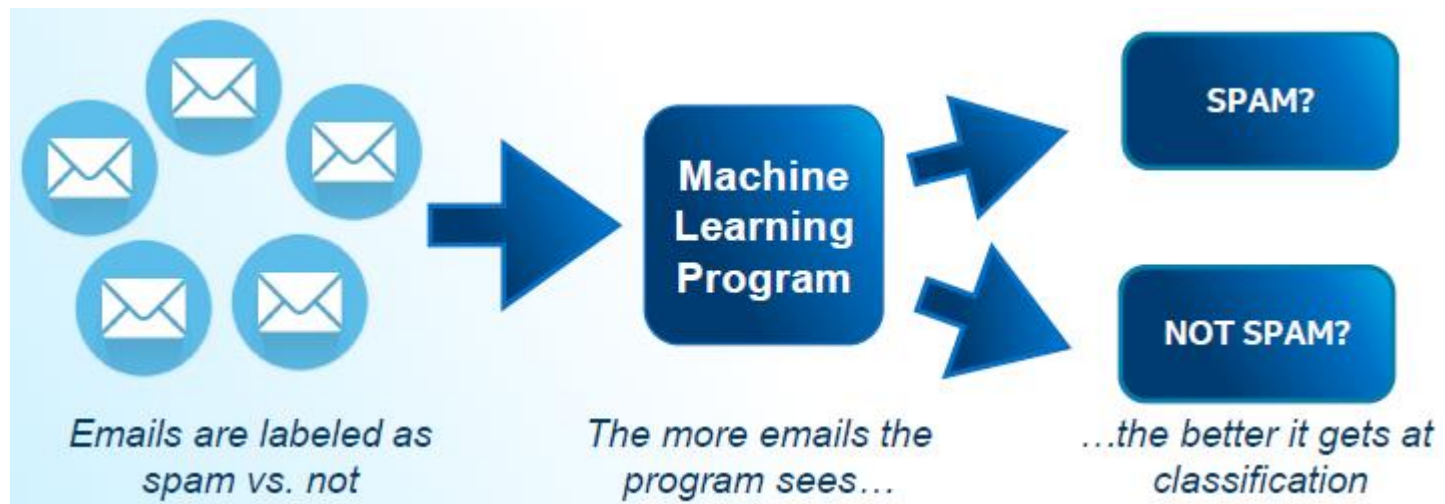 SPAM?
Machine
Learning
Program
NOT SPAM?
Emails are labeled as
spam vs. not
The more emails the
program sees…
…the better it gets at
classification